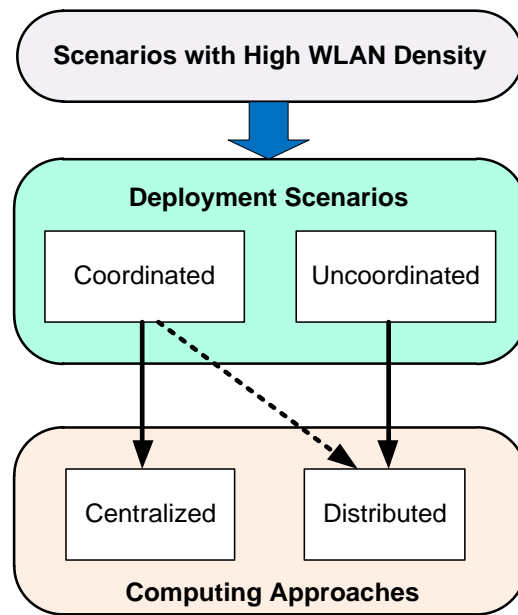 Scenarios with High WLAN Density
Deployment Scenarios
Coordinated
Uncoordinated
Centralized
Distributed
Computing Approaches